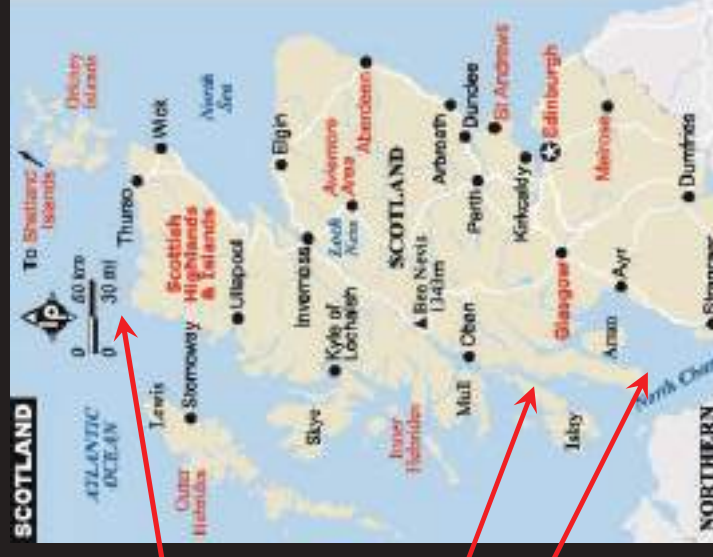 SCOTLAND
To Shetland
Islands
Orkney
Islands
lp
0 60 km
0 30 mi
ATLANTIC
OCEAN
North
Sea
Thurso
Wick
Lewis
Stornoway
Scottish
Highlands
& Islands
Ullapool
Outer
Hebrides
Elgin
Inverness
Loch
Ness
Aviemore
Area
Aberdeen
Skye
Kyle of
Lochalsh
SCOTLAND
Inner
Hebrides
Ben Nevis
1343m
Arbroath
Dundee
Perth
St Andrews
Mull
Oban
Kirkcaldy
Edinburgh
Glasgow
Islay
Arran
Ayr
Melrose
Dumfries
North
NORTHERN